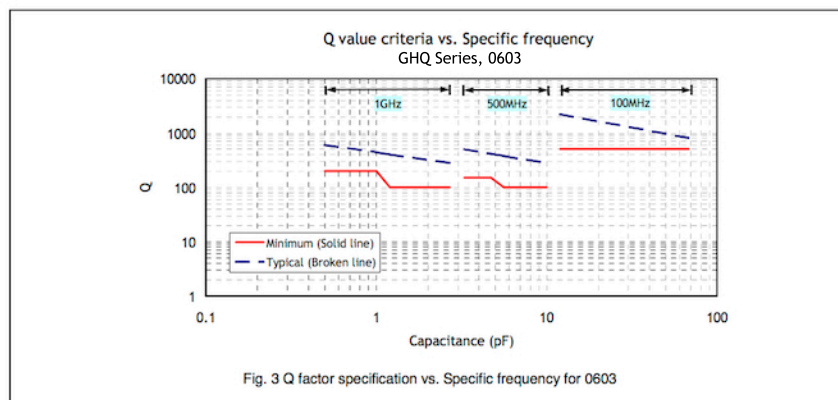 Q value criteria vs. Specific frequency
GHQ Series, 0603
10000
1000
100
10
1
Q
1GHz
500MHz
100MHz
Minimum (Solid line)
Typical (Broken line)
0.1
1
10
100
Capacitance (pF)
Fig. 3 Q factor specification vs. Specific frequency for 0603